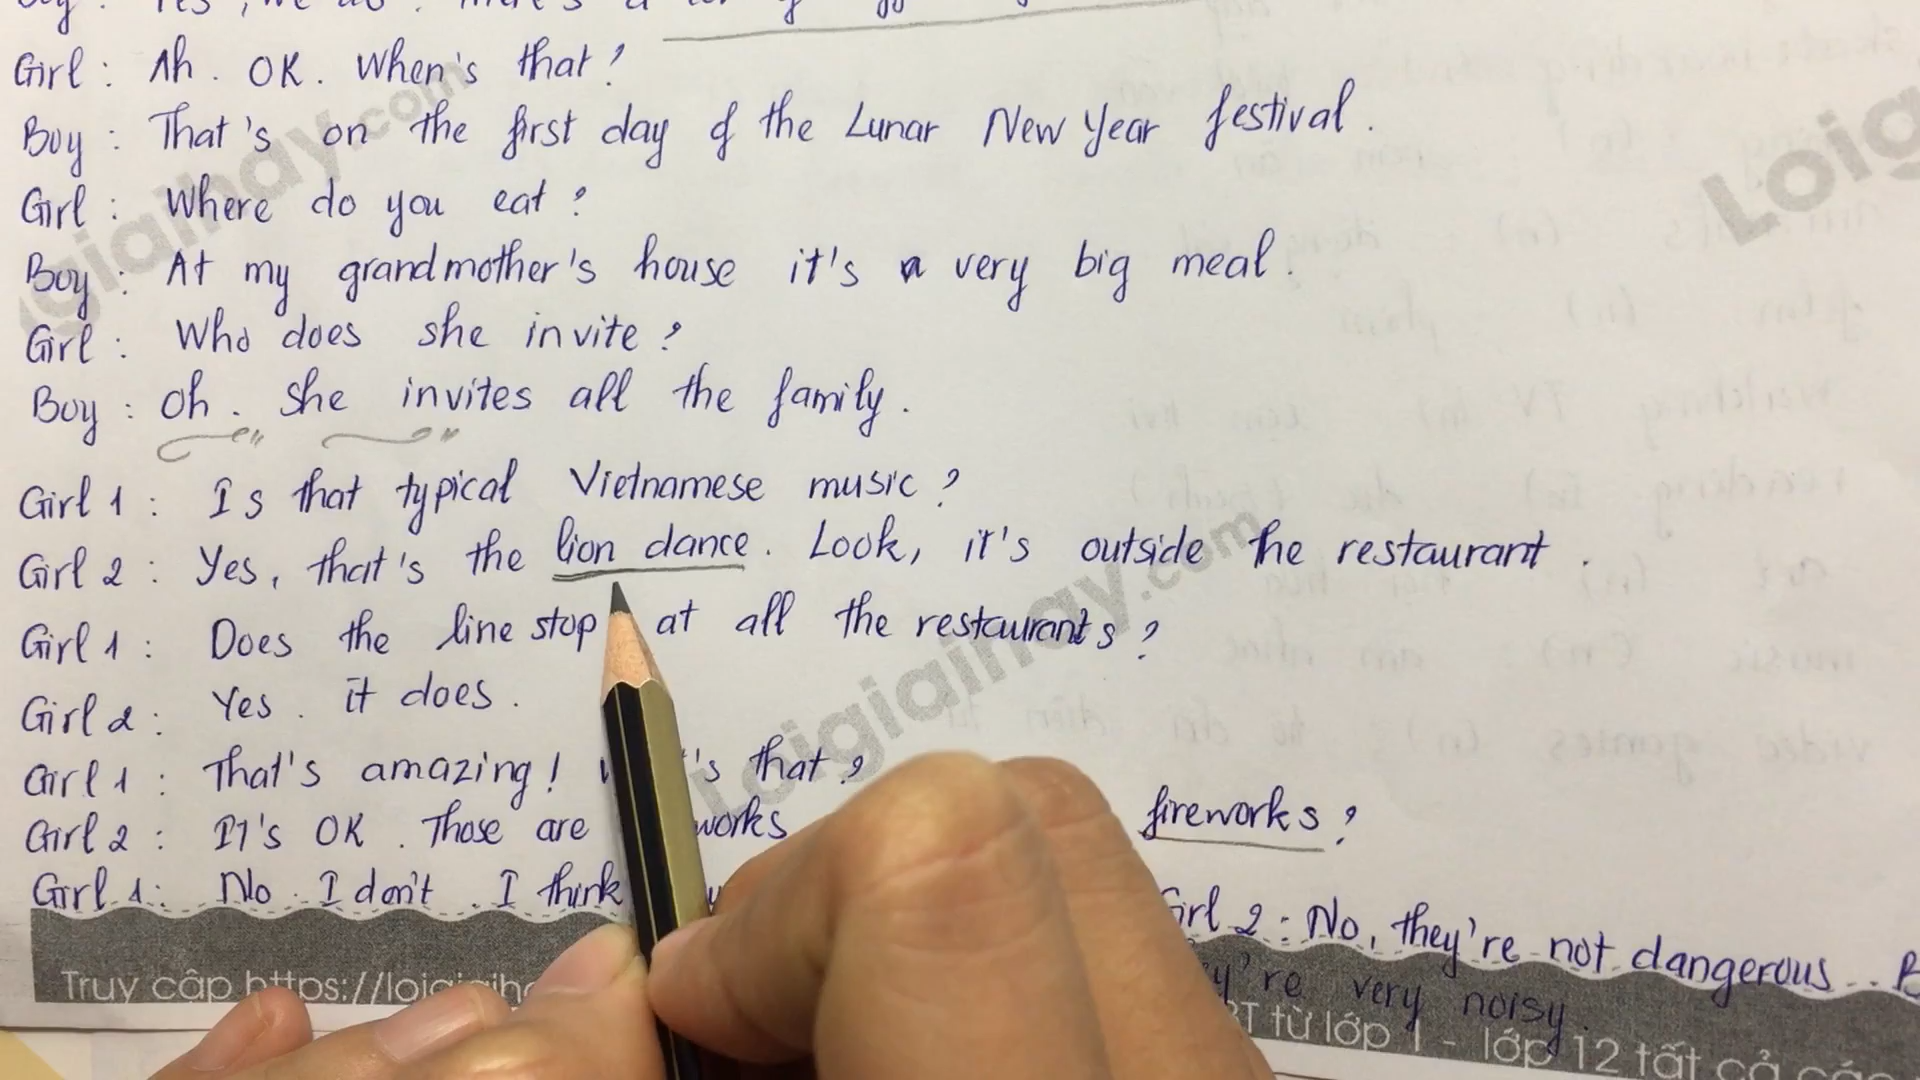 Girl : Ah . OK . When's that ?
Boy : That's on the first day of the Lunar New Year festival .
Girl : Where do you eat ?
Boy : At my grandmother's house it's a very big meal .
Girl : Who does she invite ?
Boy : Oh . She invites all the family .
Girl 1 : Is that typical Vietnamese music ?
Girl 2 : Yes, that's the lion dance . Look, it's outside the restaurant .
Girl 1 : Does the line stop at all the restaurants ?
Girl 2 : Yes . it does .
Girl 1 : That's amazing ! that ?
Girl 2 : It's OK . Those are works fireworks ?
Girl 1 : No . I don't . I think
Girl 2 : No, they're not dangerous ..
very noisy .
Truy cập https://loigiaih
từ lớp 1 - lớp 12 tất cả các
Loigiaihay.com